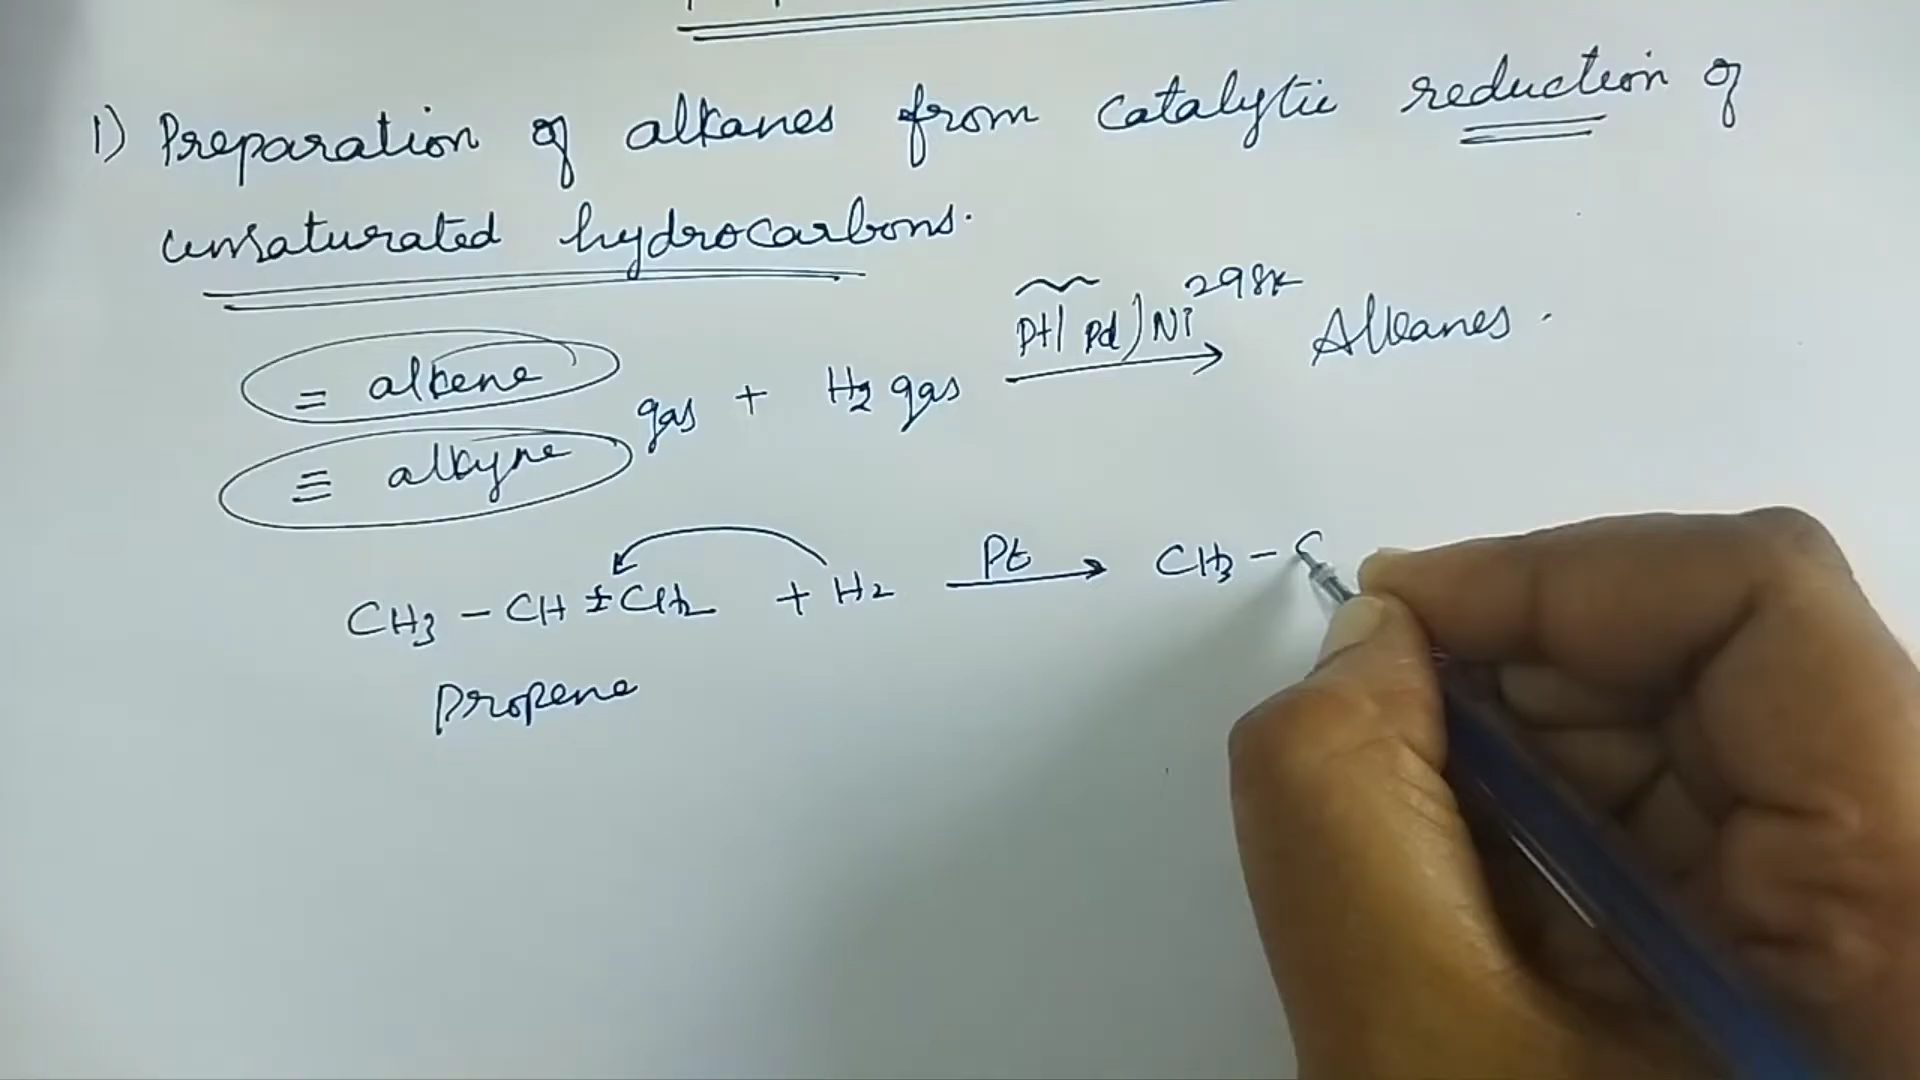 1) Preparation of alkanes from catalytic reduction of
unsaturated hydrocarbons.
= alkene
≡ alkyne
gas + H2 gas Pt/Pd/Ni 298K → Alkanes.
CH3 - CH = CH2 + H2 Pt → CH3 - C
Propene